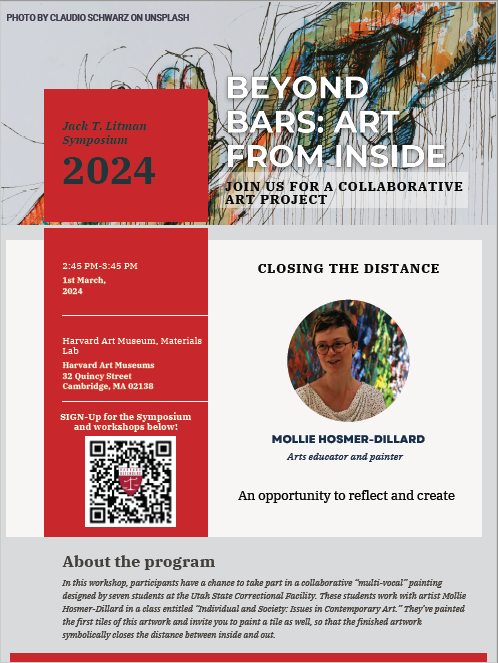 PHOTO BY CLAUDIO SCHWARZ ON UNSPLASH
BEYOND
BARS: ART
FROM INSIDE
JOIN US FOR A COLLABORATIVE
ART PROJECT
Jack T. Litman
Symposium
2024
2:45 PM-3:45 PM
1st March,
2024
Harvard Art Museum, Materials
Lab
Harvard Art Museums
32 Quincy Street
Cambridge, MA 02138
SIGN-Up for the Symposium
and workshops below!
CLOSING THE DISTANCE
MOLLIE HOSMER-DILLARD
Arts educator and painter
An opportunity to reflect and create
About the program
In this workshop, participants have a chance to take part in a collaborative "multi-vocal" painting
designed by seven students at the Utah State Correctional Facility. These students work with artist Mollie
Hosmer-Dillard in a class entitled "Individual and Society: Issues in Contemporary Art." They've painted
the first tiles of this artwork and invite you to paint a tile as well, so that the finished artwork
symbolically closes the distance between inside and out.